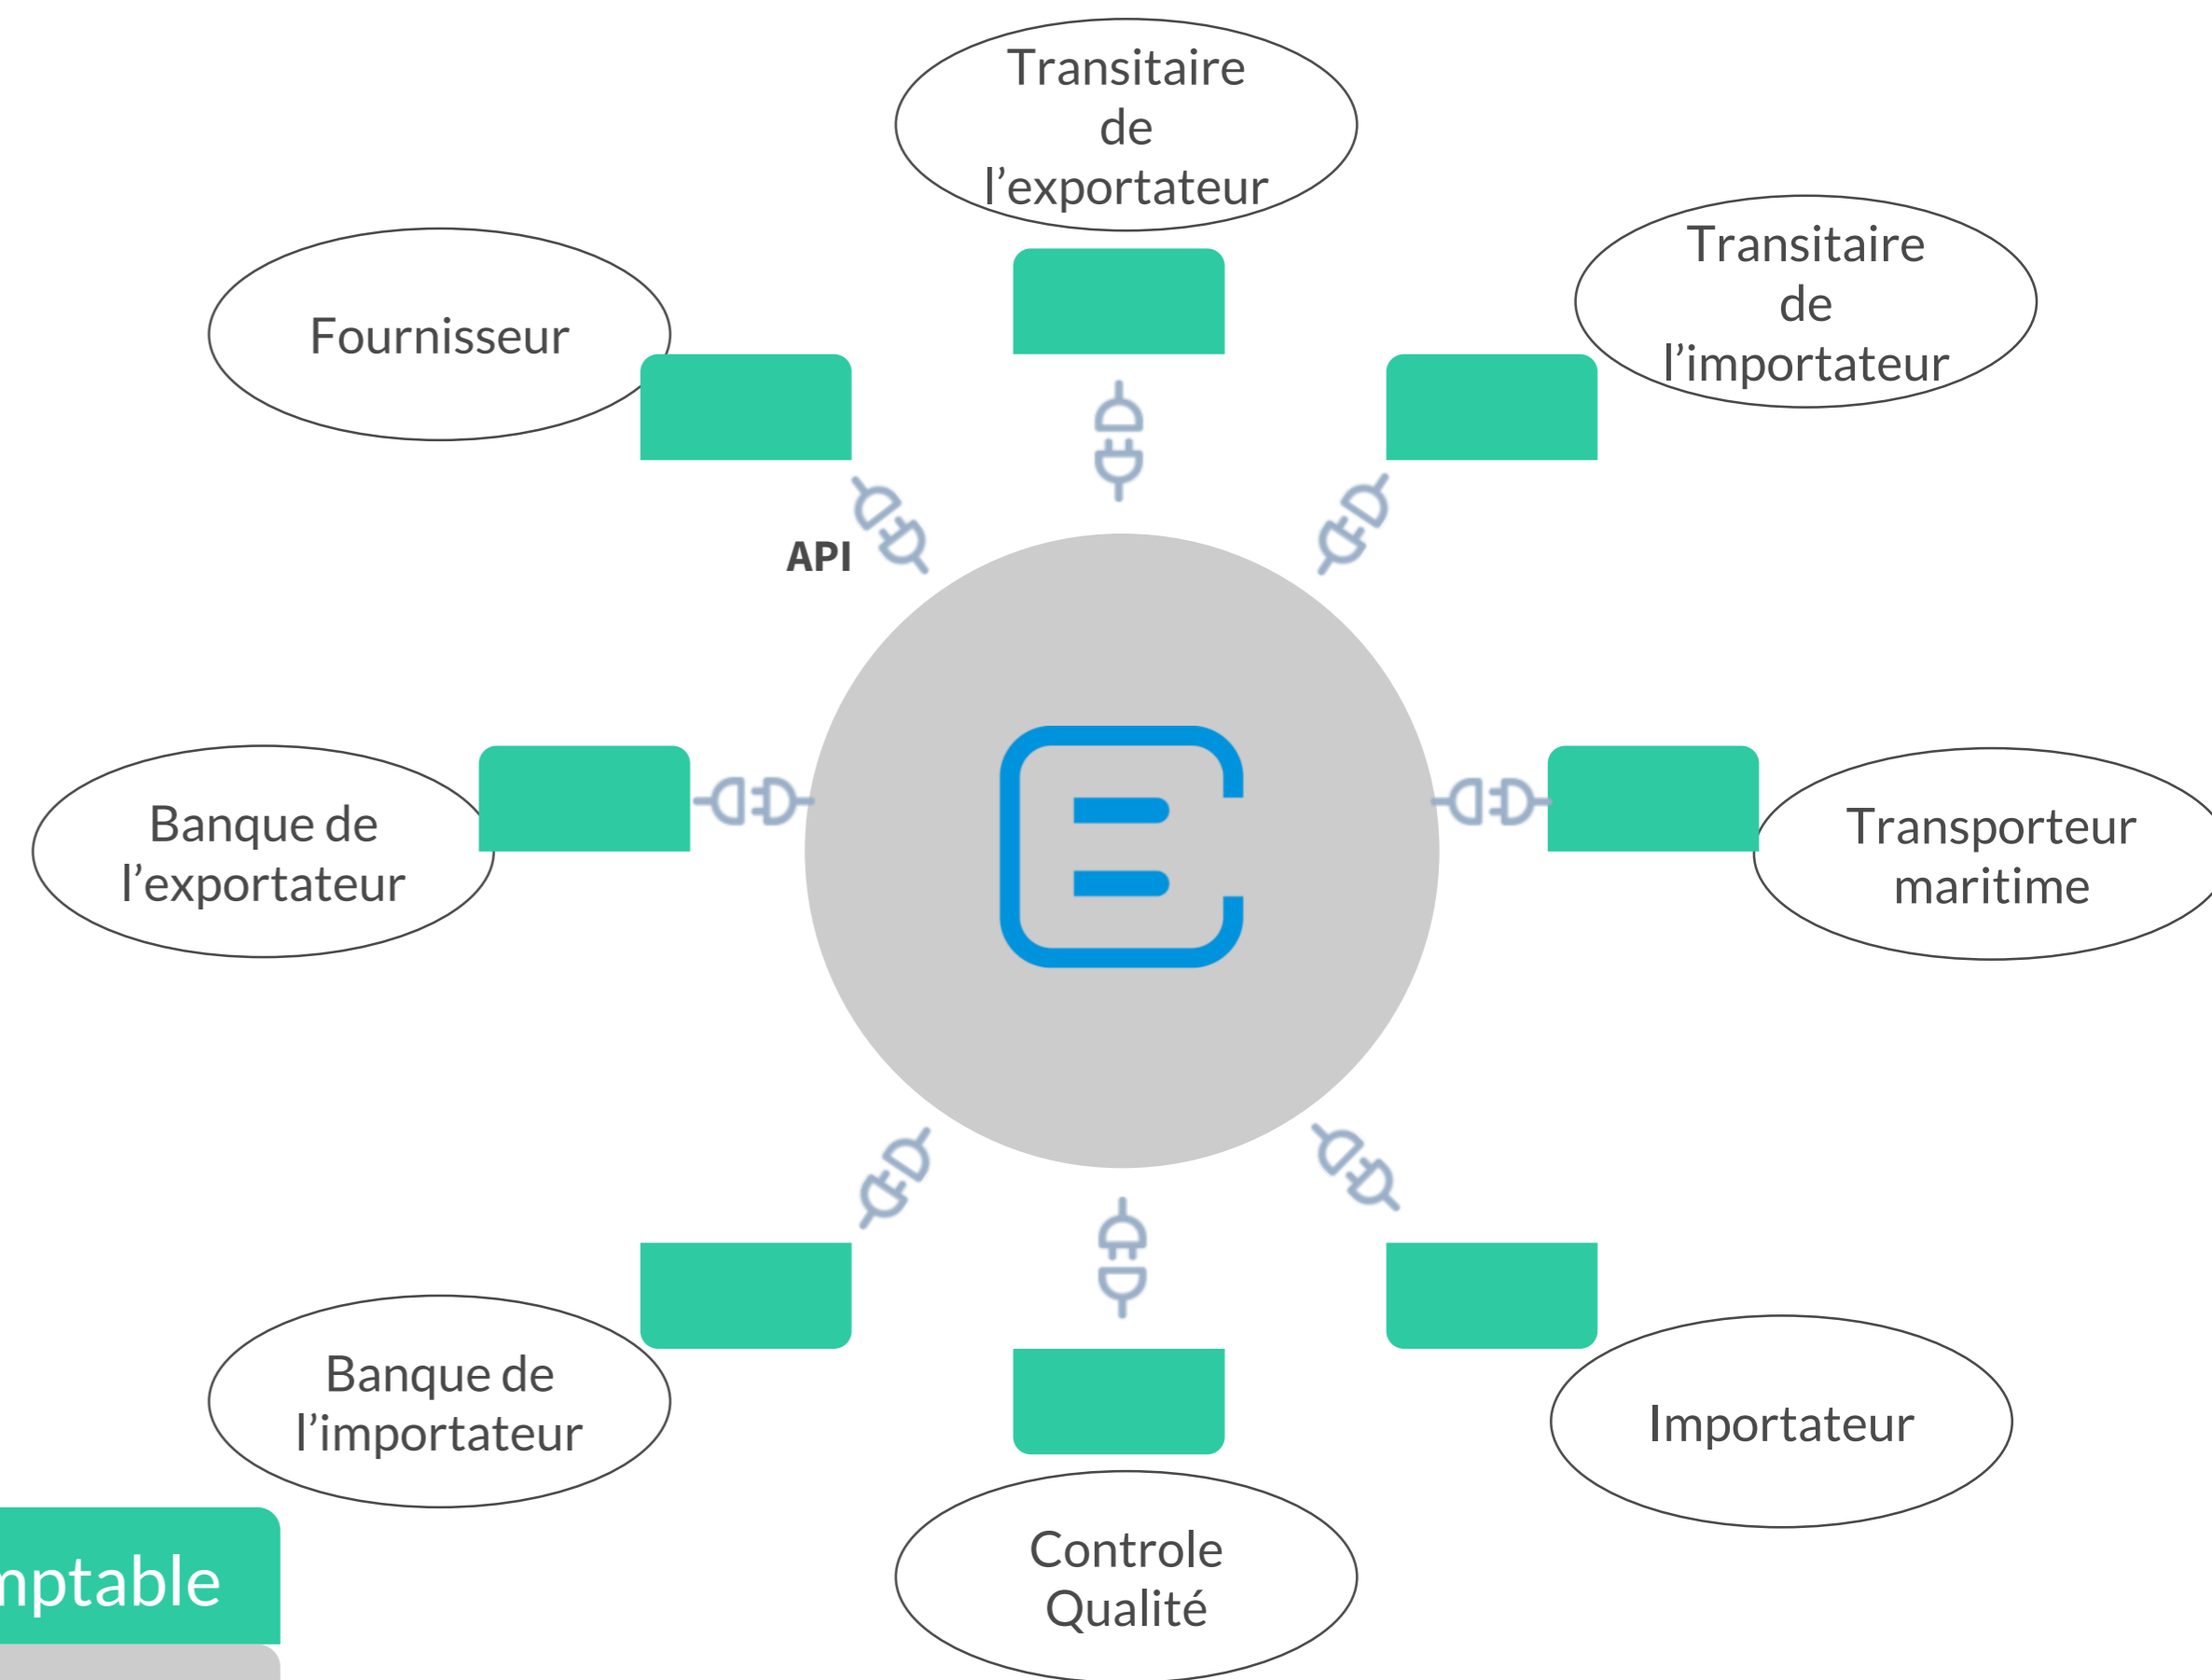 Transitaire
de
l’exportateur
Transitaire
de
l’importateur
Fournisseur
API
Banque de
l’exportateur
Transporteur
maritime
Banque de
l’importateur
Importateur
Controle
Qualité
mptable